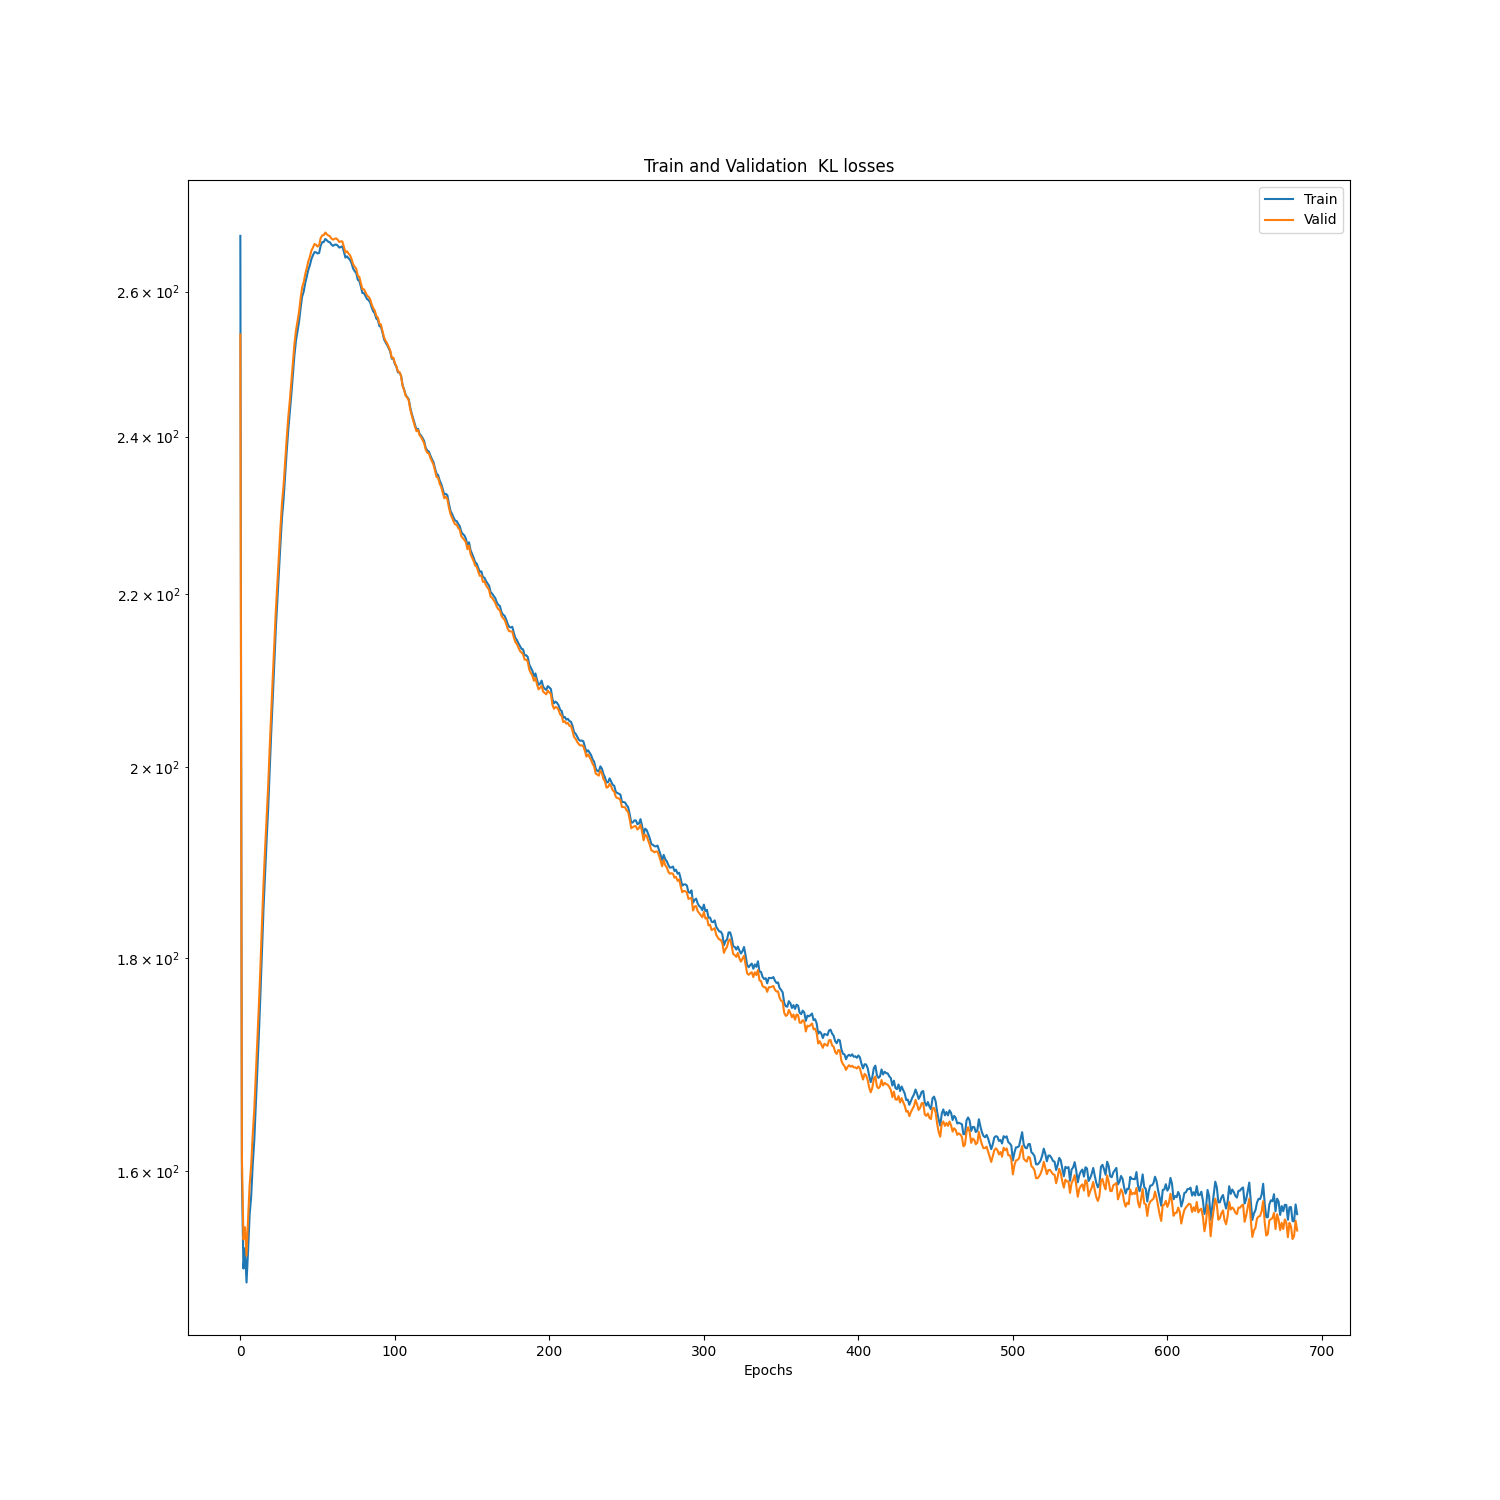 Train and Validation  KL losses
Train
Valid
2.6 × 10²
2.4 × 10²
2.2 × 10²
2 × 10²
1.8 × 10²
1.6 × 10²
0 100 200 300 400 500 600 700
Epochs